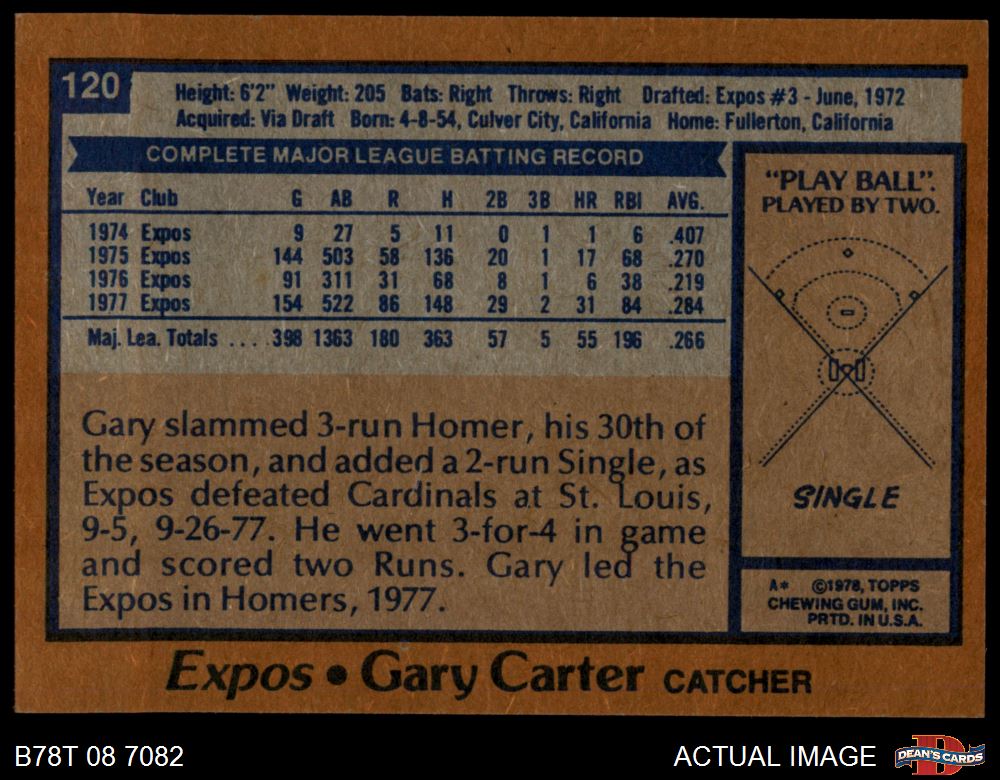 120
Height: 6'2" Weight: 205 Bats: Right Throws: Right Drafted: Expos #3 - June, 1972
Acquired: Via Draft Born: 4-8-54, Culver City, California Home: Fullerton, California
COMPLETE MAJOR LEAGUE BATTING RECORD
Year Club G AB R H 2B 3B HR RBI AVG.
1974 Expos 9 27 5 11 0 1 1 6 .407
1975 Expos 144 503 58 136 20 1 17 68 .270
1976 Expos 91 311 31 68 8 1 6 38 .219
1977 Expos 154 522 86 148 29 2 31 84 .284
Maj. Lea. Totals .... 398 1363 180 363 57 5 55 196 .266
Gary slammed 3-run Homer, his 30th of
the season, and added a 2-run Single, as
Expos defeated Cardinals at St. Louis,
9-5, 9-26-77. He went 3-for-4 in game
and scored two Runs. Gary led the
Expos in Homers, 1977.
"PLAY BALL".
PLAYED BY TWO.
SINGLE
A* ©1978, TOPPS
CHEWING GUM, INC.
PRTD. IN U.S.A.
Expos • Gary Carter CATCHER
B78T 08 7082
ACTUAL IMAGE
D
DEAN'S CARDS